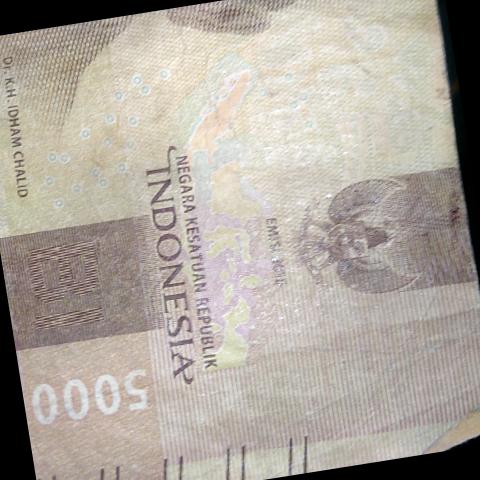 Dr. K.H. IDHAM CHALID
NEGARA KESATUAN REPUBLIK
INDONESIA
EMISI 2016
5000